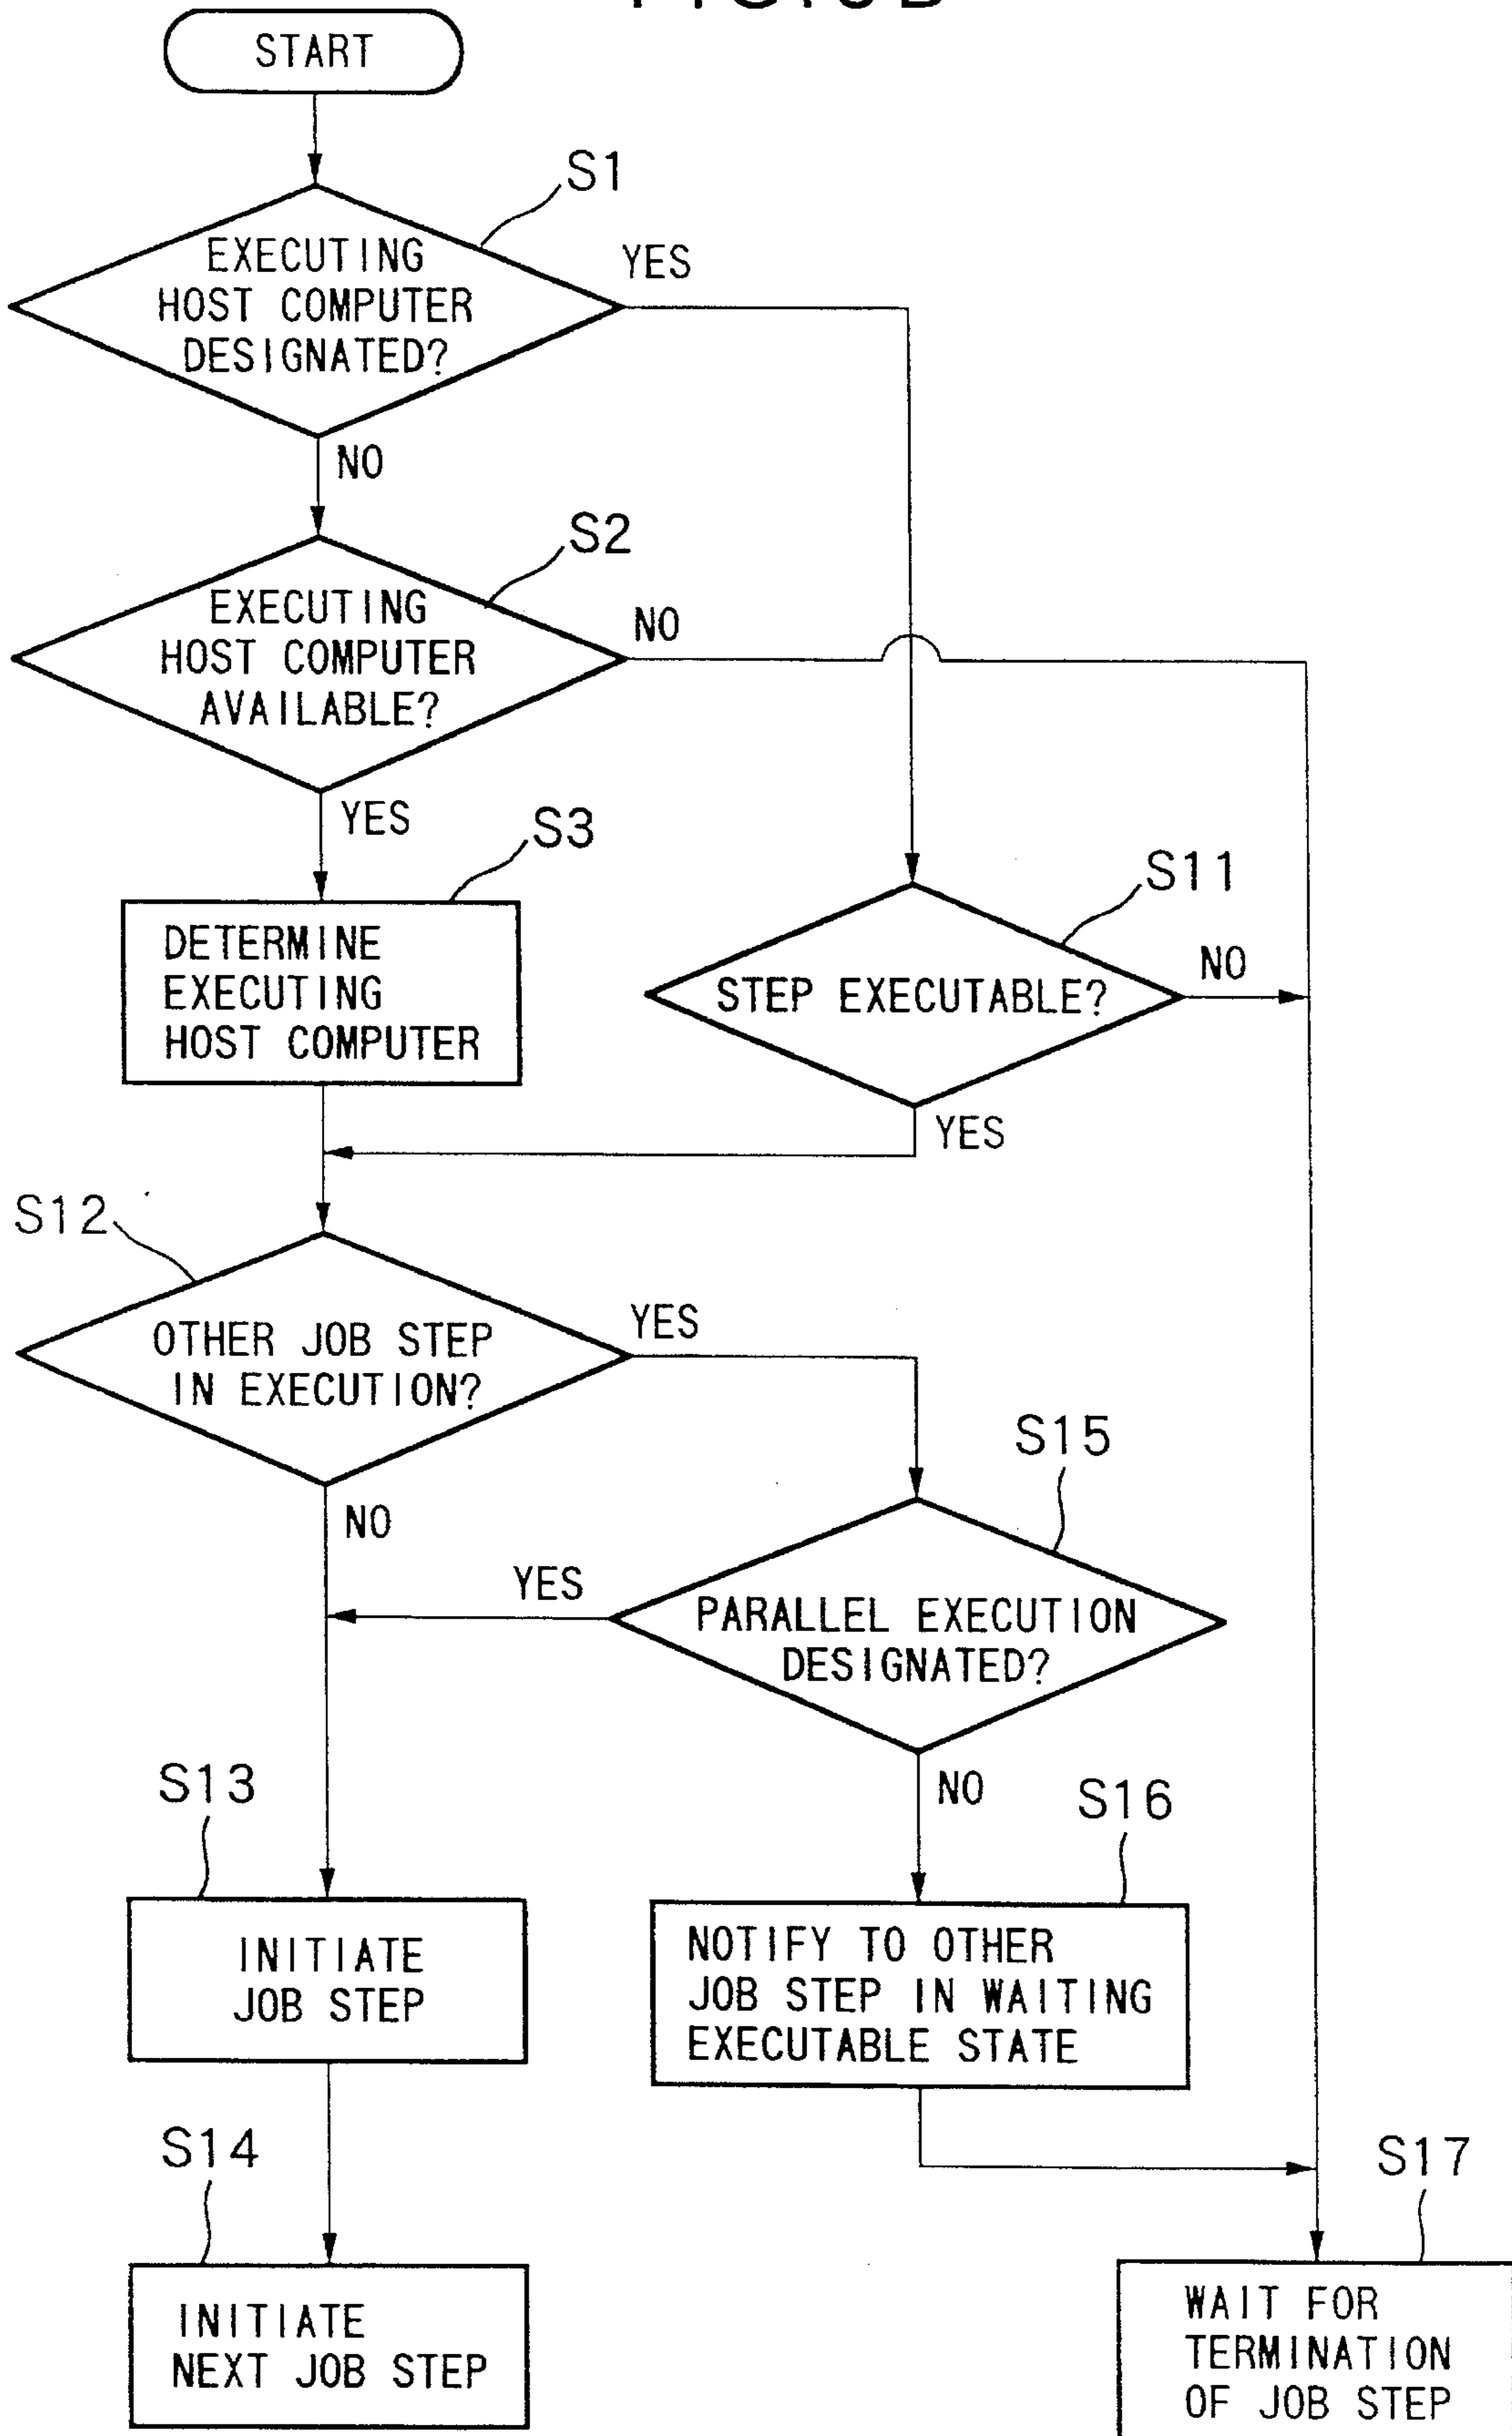 START
S1
EXECUTING
HOST COMPUTER
DESIGNATED?
YES
NO
S2
EXECUTING
HOST COMPUTER
AVAILABLE?
NO
YES
S3
DETERMINE
EXECUTING
HOST COMPUTER
S11
STEP EXECUTABLE?
NO
YES
S12
OTHER JOB STEP
IN EXECUTION?
YES
NO
S15
PARALLEL EXECUTION
DESIGNATED?
YES
NO
S13
INITIATE
JOB STEP
S16
NOTIFY TO OTHER
JOB STEP IN WAITING
EXECUTABLE STATE
S14
INITIATE
NEXT JOB STEP
S17
WAIT FOR
TERMINATION
OF JOB STEP